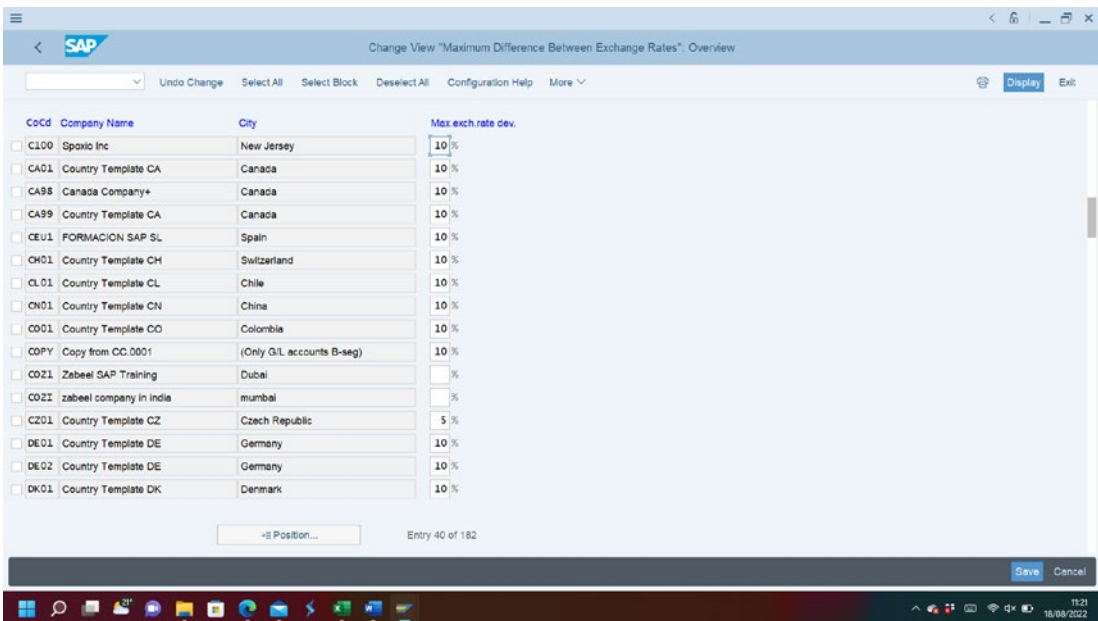 SAP Change View "Maximum Difference Between Exchange Rates": Overview
Undo Change Select All Select Block Deselect All Configuration Help More Display Exit
CoCd Company Name City Max.exch.rate dev.
C100 Spoxio Inc New Jersey 10 %
CA01 Country Template CA Canada 10 %
CA98 Canada Company+ Canada 10 %
CA99 Country Template CA Canada 10 %
CEU1 FORMACION SAP SL Spain 10 %
CH01 Country Template CH Switzerland 10 %
CL01 Country Template CL Chile 10 %
CN01 Country Template CN China 10 %
CO01 Country Template CO Colombia 10 %
COPY Copy from CC.0001 (Only G/L accounts B-seg) 10 %
COZ1 Zabeel SAP Training Dubai %
COZI zabeel company in india mumbai %
CZ01 Country Template CZ Czech Republic 5 %
DE01 Country Template DE Germany 10 %
DE02 Country Template DE Germany 10 %
DK01 Country Template DK Denmark 10 %
Position... Entry 40 of 182
Save Cancel
21°
11:21
18/08/2022